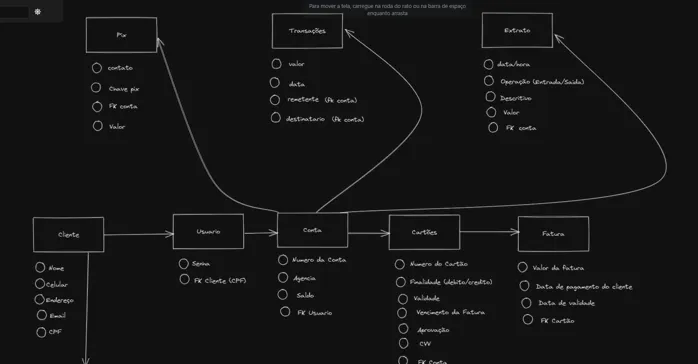 Para mover a tela, carregue na roda do rato ou na barra de espaço
enquanto arrasta
Pix
contato
Chave pix
FK conta
Valor
Transações
valor
data
remetente (fk conta)
destinatario (fk conta)
Extrato
data/hora
Operação (Entrada/Saida)
Descritivo
Valor
FK conta
Cliente
Nome
Celular
Endereço
Email
CPF
Usuario
Senha
FK Cliente (CPF)
Conta
Numero da Conta
Agencia
Saldo
FK Usuario
Cartões
Numero do Cartão
Finalidade (debito/credito)
Validade
Vencimento da Fatura
Aprovação
CVV
FK Conta
Fatura
Valor da fatura
Data de pagamento do cliente
Data de validade
FK Cartão